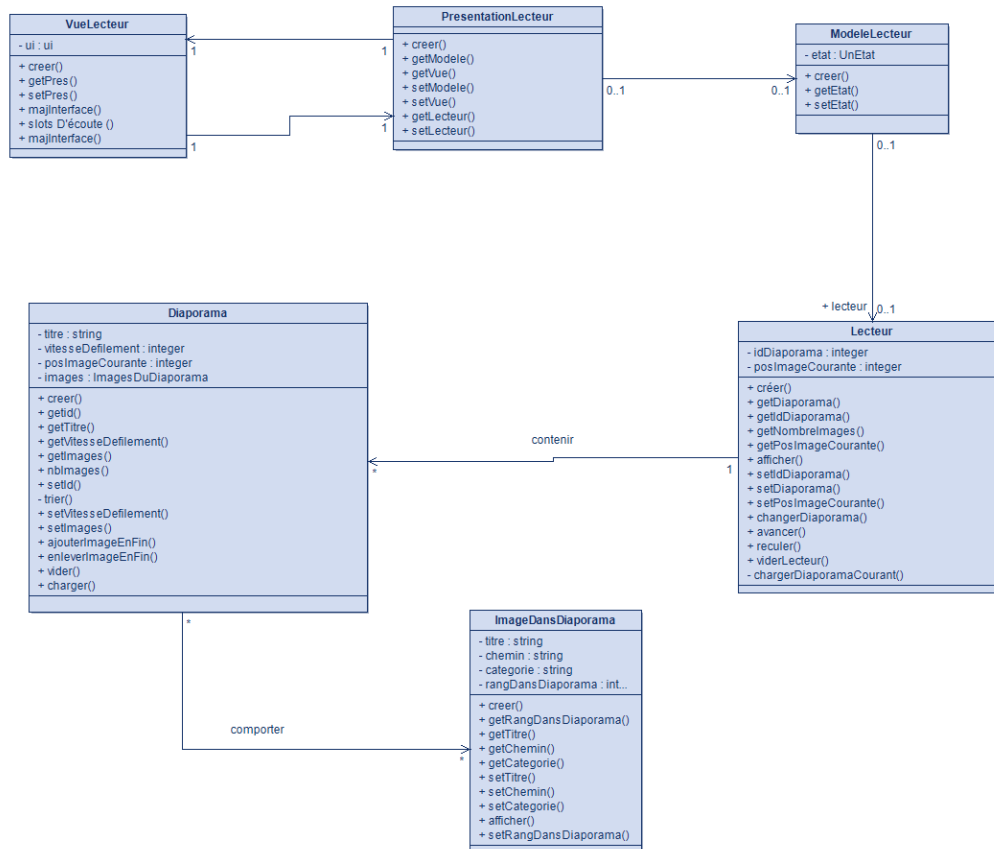 VueLecteur
- ui : ui
+ creer()
+ getPres()
+ setPres()
+ majInterface()
+ slots D'écoute ()
+ majInterface()
1
1
1
1
PresentationLecteur
+ creer()
+ getModele()
+ getVue()
+ setModele()
+ setVue()
+ getLecteur()
+ setLecteur()
0..1
0..1
ModeleLecteur
- etat : UnEtat
+ creer()
+ getEtat()
+ setEtat()
0..1
+ lecteur
0..1
Diaporama
- titre : string
- vitesseDefilement : integer
- posImageCourante : integer
- images : ImagesDuDiaporama
+ creer()
+ getid()
+ getTitre()
+ getVitesseDefilement()
+ getImages()
+ nbImages()
+ setId()
- trier()
+ setVitesseDefilement()
+ setImages()
+ ajouterImageEnFin()
+ enleverImageEnFin()
+ vider()
+ charger()
contenir
*
1
Lecteur
- idDiaporama : integer
- posImageCourante : integer
+ créer()
+ getDiaporama()
+ getIdDiaporama()
+ getNombreImages()
+ getPosImageCourante()
+ afficher()
+ setIdDiaporama()
+ setDiaporama()
+ setPosImageCourante()
+ changerDiaporama()
+ avancer()
+ reculer()
+ viderLecteur()
- chargerDiaporamaCourant()
*
comporter
*
ImageDansDiaporama
- titre : string
- chemin : string
- categorie : string
- rangDansDiaporama : int...
+ creer()
+ getRangDansDiaporama()
+ getTitre()
+ getChemin()
+ getCategorie()
+ setTitre()
+ setChemin()
+ setCategorie()
+ afficher()
+ setRangDansDiaporama()